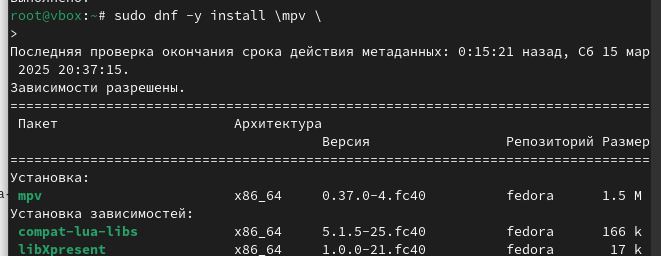 root@vbox:~# sudo dnf -y install \mpv \
>
Последняя проверка окончания срока действия метаданных: 0:15:21 назад, Сб 15 мар
2025 20:37:15.
Зависимости разрешены.
================================================================================
Пакет Архитектура
Версия Репозиторий Размер
================================================================================
Установка:
mpv x86_64 0.37.0-4.fc40 fedora 1.5 M
Установка зависимостей:
compat-lua-libs x86_64 5.1.5-25.fc40 fedora 166 k
libXpresent x86_64 1.0.0-21.fc40 fedora 17 k